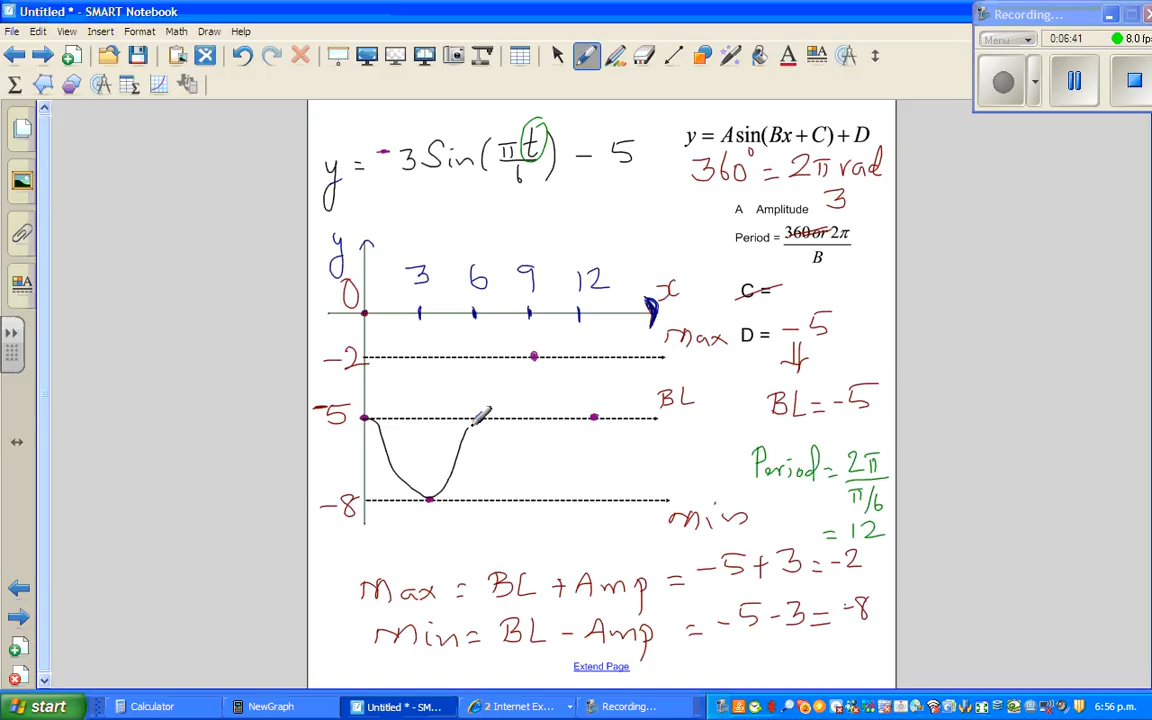 Untitled * - SMART Notebook
File Edit View Insert Format Math Draw Help
Recording...
Menu
0:06:41
8.0 fp
y = -3 Sin(πt/6) - 5
y = A sin(Bx + C) + D
360° = 2π rad
A Amplitude 3
Period = 360 or 2π / B
C =
D = -5
BL = -5
y
0 3 6 9 12 x
-2 max
-5 BL
-8 min
Period = 2π / π/6
= 12
max = BL + Amp = -5 + 3 = -2
min = BL - Amp = -5 - 3 = -8
Extend Page
start Calculator NewGraph Untitled * - SM... 2 Internet Ex... Recording... 6:56 p.m.